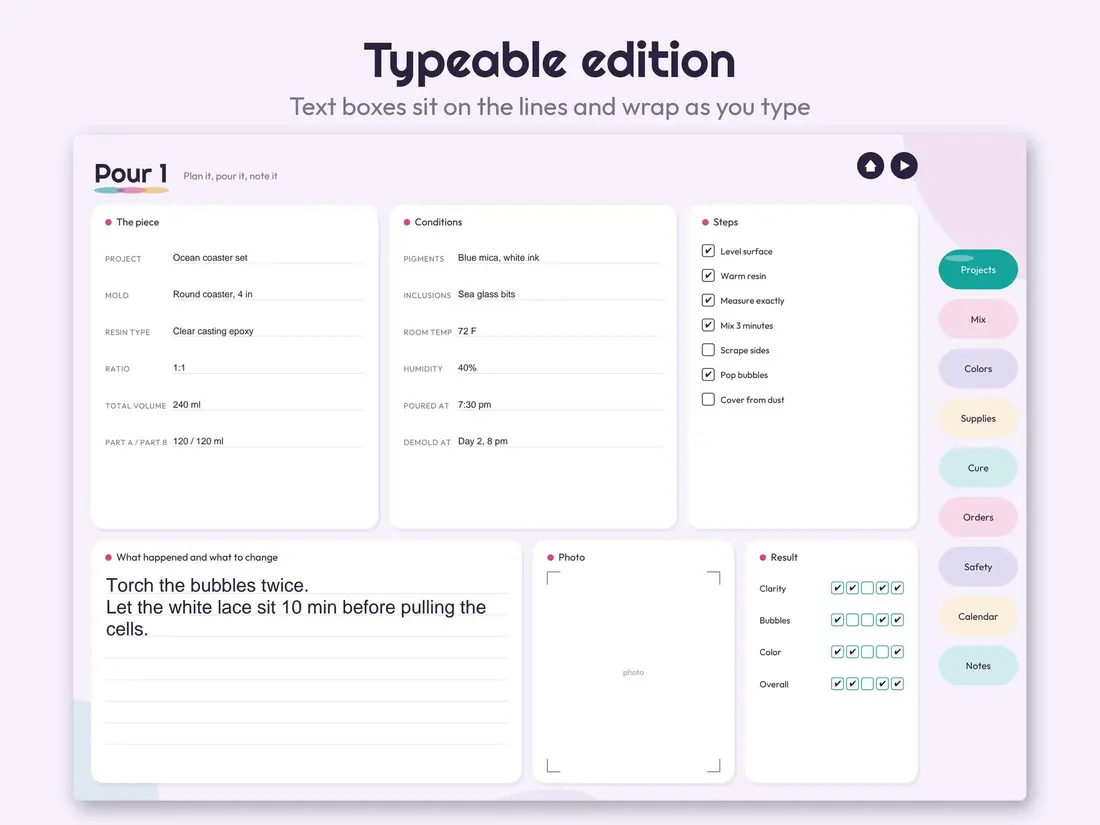 Typeable edition
Text boxes sit on the lines and wrap as you type
Pour 1
Plan it, pour it, note it
The piece
PROJECT Ocean coaster set
MOLD Round coaster, 4 in
RESIN TYPE Clear casting epoxy
RATIO 1:1
TOTAL VOLUME 240 ml
PART A / PART B 120 / 120 ml
Conditions
PIGMENTS Blue mica, white ink
INCLUSIONS Sea glass bits
ROOM TEMP 72 F
HUMIDITY 40%
POURED AT 7:30 pm
DEMOLD AT Day 2, 8 pm
Steps
Level surface
Warm resin
Measure exactly
Mix 3 minutes
Scrape sides
Pop bubbles
Cover from dust
What happened and what to change
Torch the bubbles twice.
Let the white lace sit 10 min before pulling the
cells.
Photo
photo
Result
Clarity
Bubbles
Color
Overall
Projects
Mix
Colors
Supplies
Cure
Orders
Safety
Calendar
Notes